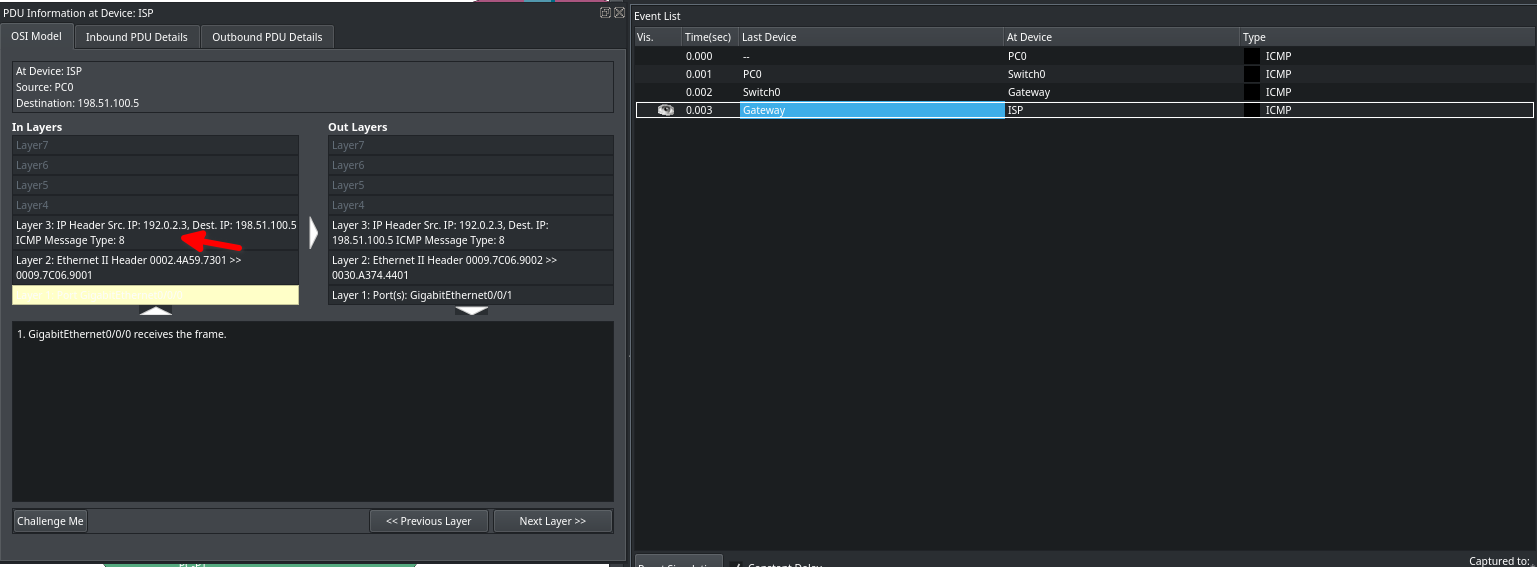 PDU Information at Device: ISP
OSI Model
Inbound PDU Details
Outbound PDU Details
At Device: ISP
Source: PC0
Destination: 198.51.100.5
In Layers
Layer7
Layer6
Layer5
Layer4
Layer 3: IP Header Src. IP: 192.0.2.3, Dest. IP: 198.51.100.5
ICMP Message Type: 8
Layer 2: Ethernet II Header 0002.4A59.7301 >>
0009.7C06.9001
Out Layers
Layer7
Layer6
Layer5
Layer4
Layer 3: IP Header Src. IP: 192.0.2.3, Dest. IP:
198.51.100.5 ICMP Message Type: 8
Layer 2: Ethernet II Header 0009.7C06.9002 >>
0030.A374.4401
Layer 1: Port(s): GigabitEthernet0/0/1
1. GigabitEthernet0/0/0 receives the frame.
Challenge Me
<< Previous Layer
Next Layer >>
Event List
Vis. Time(sec) Last Device At Device Type
0.000 -- PC0 ICMP
0.001 PC0 Switch0 ICMP
0.002 Switch0 Gateway ICMP
0.003 Gateway ISP ICMP
Constant Delay
Captured to: